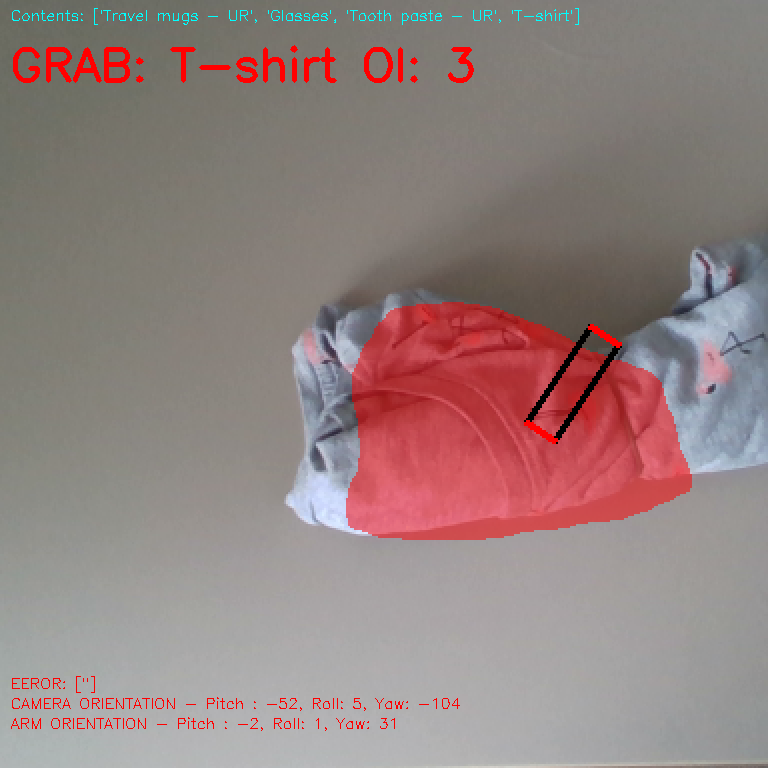 Contents: ['Travel mugs - UR', 'Glasses', 'Tooth paste - UR', 'T-shirt']
GRAB: T-shirt OI: 3
EEROR: ['']
CAMERA ORIENTATION - Pitch : -52, Roll: 5, Yaw: -104
ARM ORIENTATION - Pitch : -2, Roll: 1, Yaw: 31